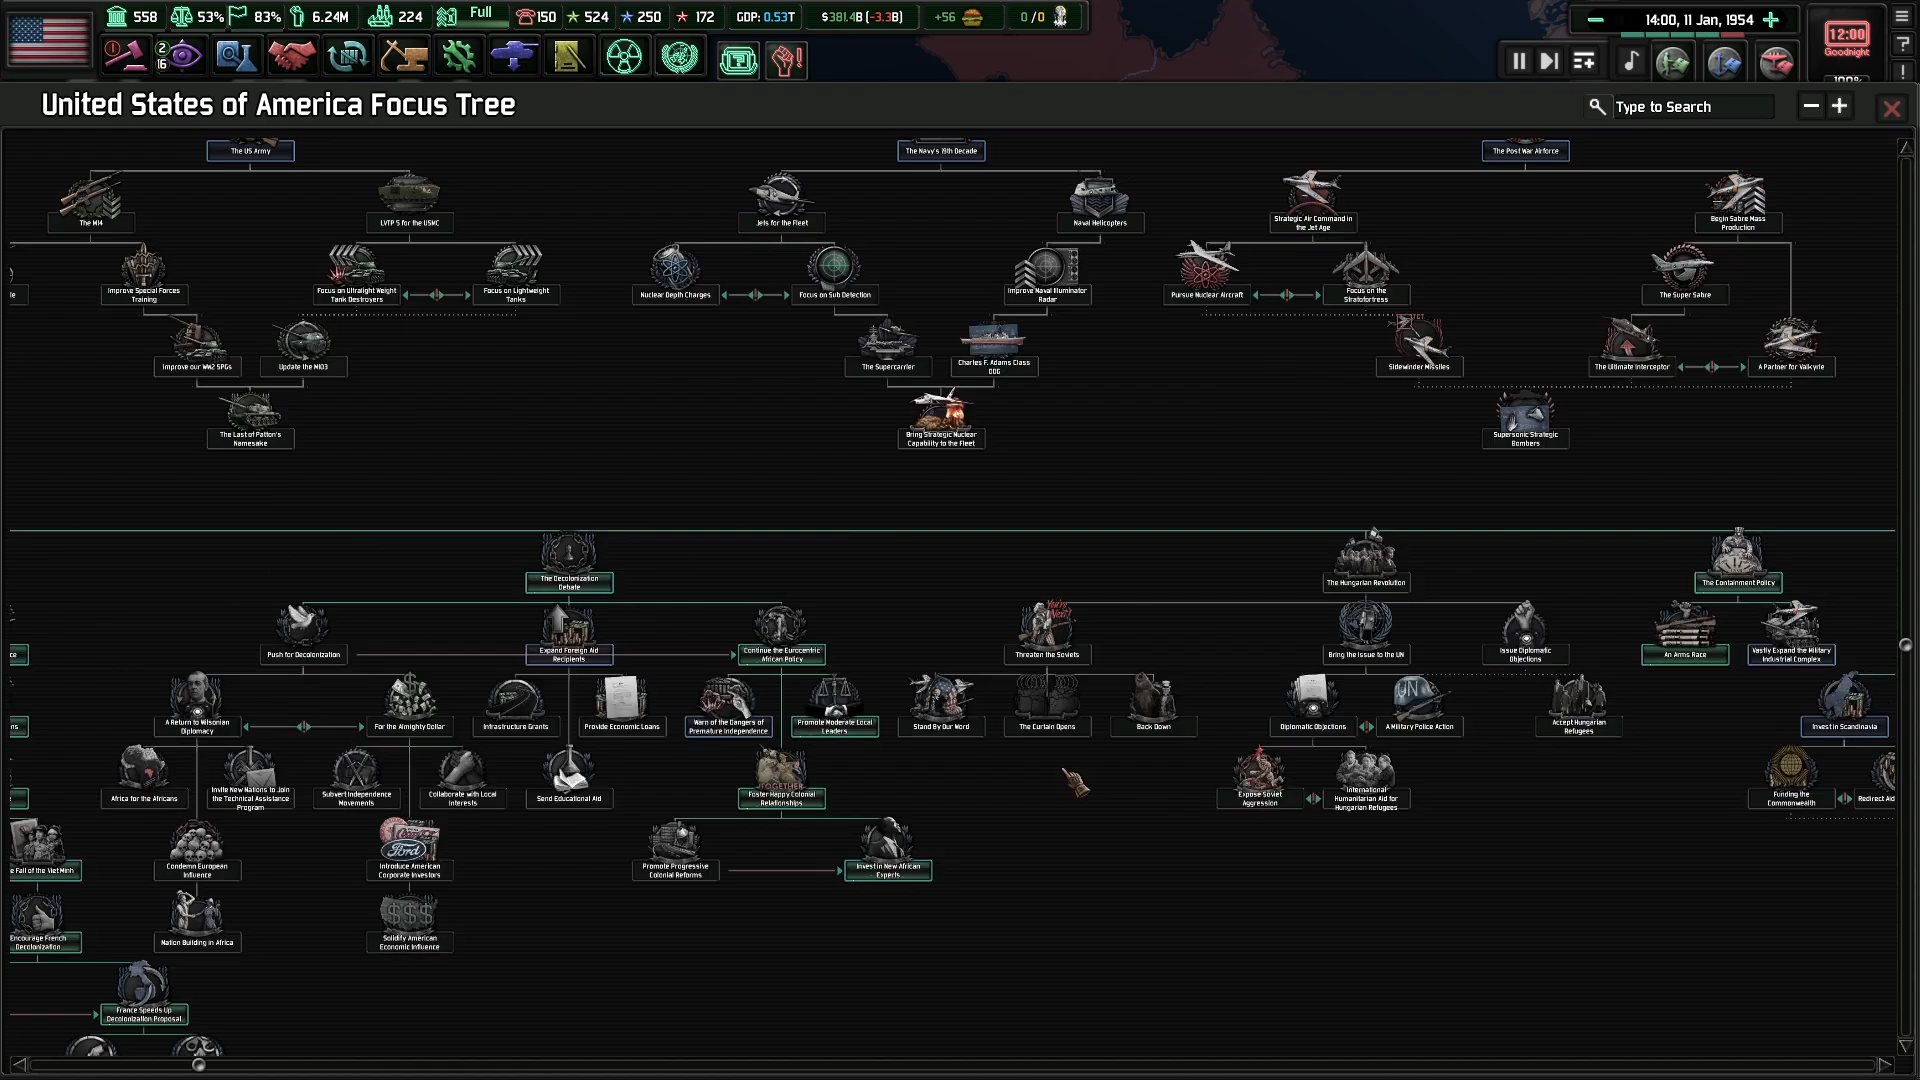 558
53%
83%
6.24M
224
Full
150
524
250
172
GDP: 0.53T
$381.4B (-3.3B)
+56
0 / 0
14:00, 11 Jan, 1954
12:00
Goodnight
2
16
United States of America Focus Tree
Type to Search
The US Army
The Navy's 19th Decade
The Post War Airforce
The M14
LVTP 5 for the USMC
Jets for the Fleet
Naval Helicopters
Strategic Air Command in
the Jet Age
Begin Sabre Mass
Production
Improve Special Forces
Training
Focus on Ultralight Weight
Tank Destroyers
Focus on Lightweight
Tanks
Nuclear Depth Charges
Focus on Sub Detection
Improve Naval Illuminator
Radar
Pursue Nuclear Aircraft
Focus on the
Stratofortress
The Super Sabre
Improve our WW2 SPGs
Update the M103
The Supercarrier
Charles F. Adams Class
DDG
Sidewinder Missiles
The Ultimate Interceptor
A Partner for Valkyrie
The Last of Patton's
Namesake
Bring Strategic Nuclear
Capability to the Fleet
Supersonic Strategic
Bombers
The Decolonization
Debate
The Hungarian Revolution
The Containment Policy
Push for Decolonization
Expand Foreign Aid
Recipients
Continue the Eurocentric
African Policy
Threaten the Soviets
Bring the Issue to the UN
Issue Diplomatic
Objections
An Arms Race
Vastly Expand the Military
Industrial Complex
A Return to Wilsonian
Diplomacy
For the Almighty Dollar
Infrastructure Grants
Provide Economic Loans
Warn of the Dangers of
Premature Independence
Promote Moderate Local
Leaders
Stand By Our Word
The Curtain Opens
Back Down
Diplomatic Objections
UN
A Military Police Action
Accept Hungarian
Refugees
Invest in Scandinavia
Africa for the Africans
Invite New Nations to Join
the Technical Assistance
Program
Subvert Independence
Movements
Collaborate with Local
Interests
Send Educational Aid
TOGETHER
Foster Happy Colonial
Relationships
Expose Soviet
Aggression
International
Humanitarian Aid for
Hungarian Refugees
Funding the
Commonwealth
Redirect Aid
e Fall of the Viet Minh
Condemn European
Influence
Ford
Introduce American
Corporate Investors
Promote Progressive
Colonial Reforms
Invest in New African
Experts
Encourage French
Decolonization
Nation Building in Africa
$$$
Solidify American
Economic Influence
France Speeds Up
Decolonization Proposal